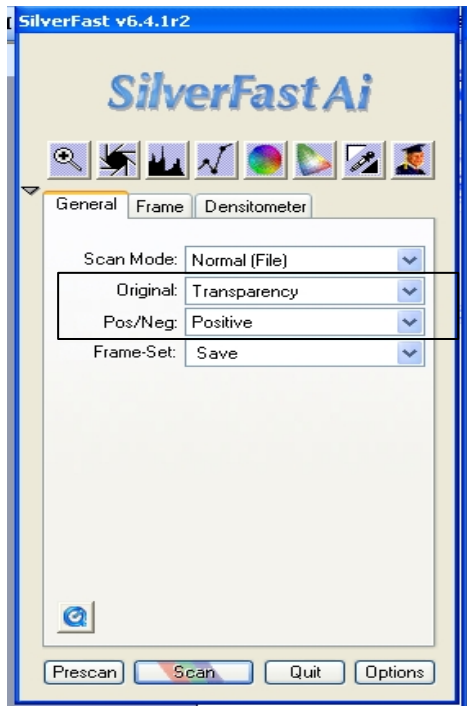 SilverFast v6.4.1r2
SilverFast Ai
General Frame Densitometer
Scan Mode: Normal (File)
Original: Transparency
Pos/Neg: Positive
Frame-Set: Save
Prescan Scan Quit Options